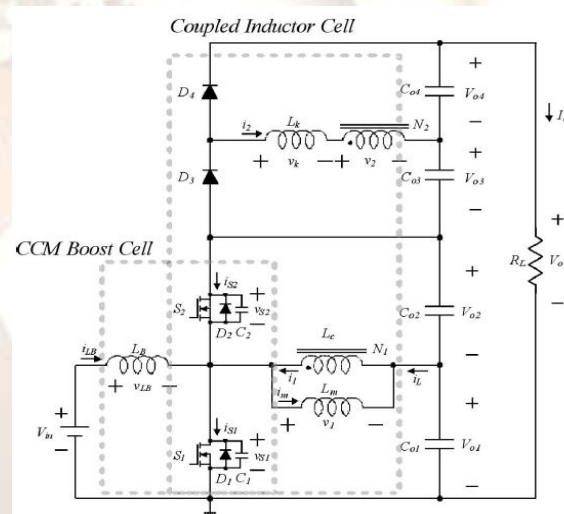 Coupled Inductor Cell
D4
Co4
+
Vo4
−
i2
Lk
N2
+ vk −
+ v2 −
IL
D3
Co3
+
Vo3
−
CCM Boost Cell
iS2
S2
D2 C2
+
vS2
−
Co2
+
Vo2
−
RL
+
Vo
−
iLB
LB
+ vLB −
Lc
N1
i1
iL
im
Lm
+ v1 −
+
Vin
−
iS1
S1
D1 C1
+
vS1
−
Co1
+
Vo1
−